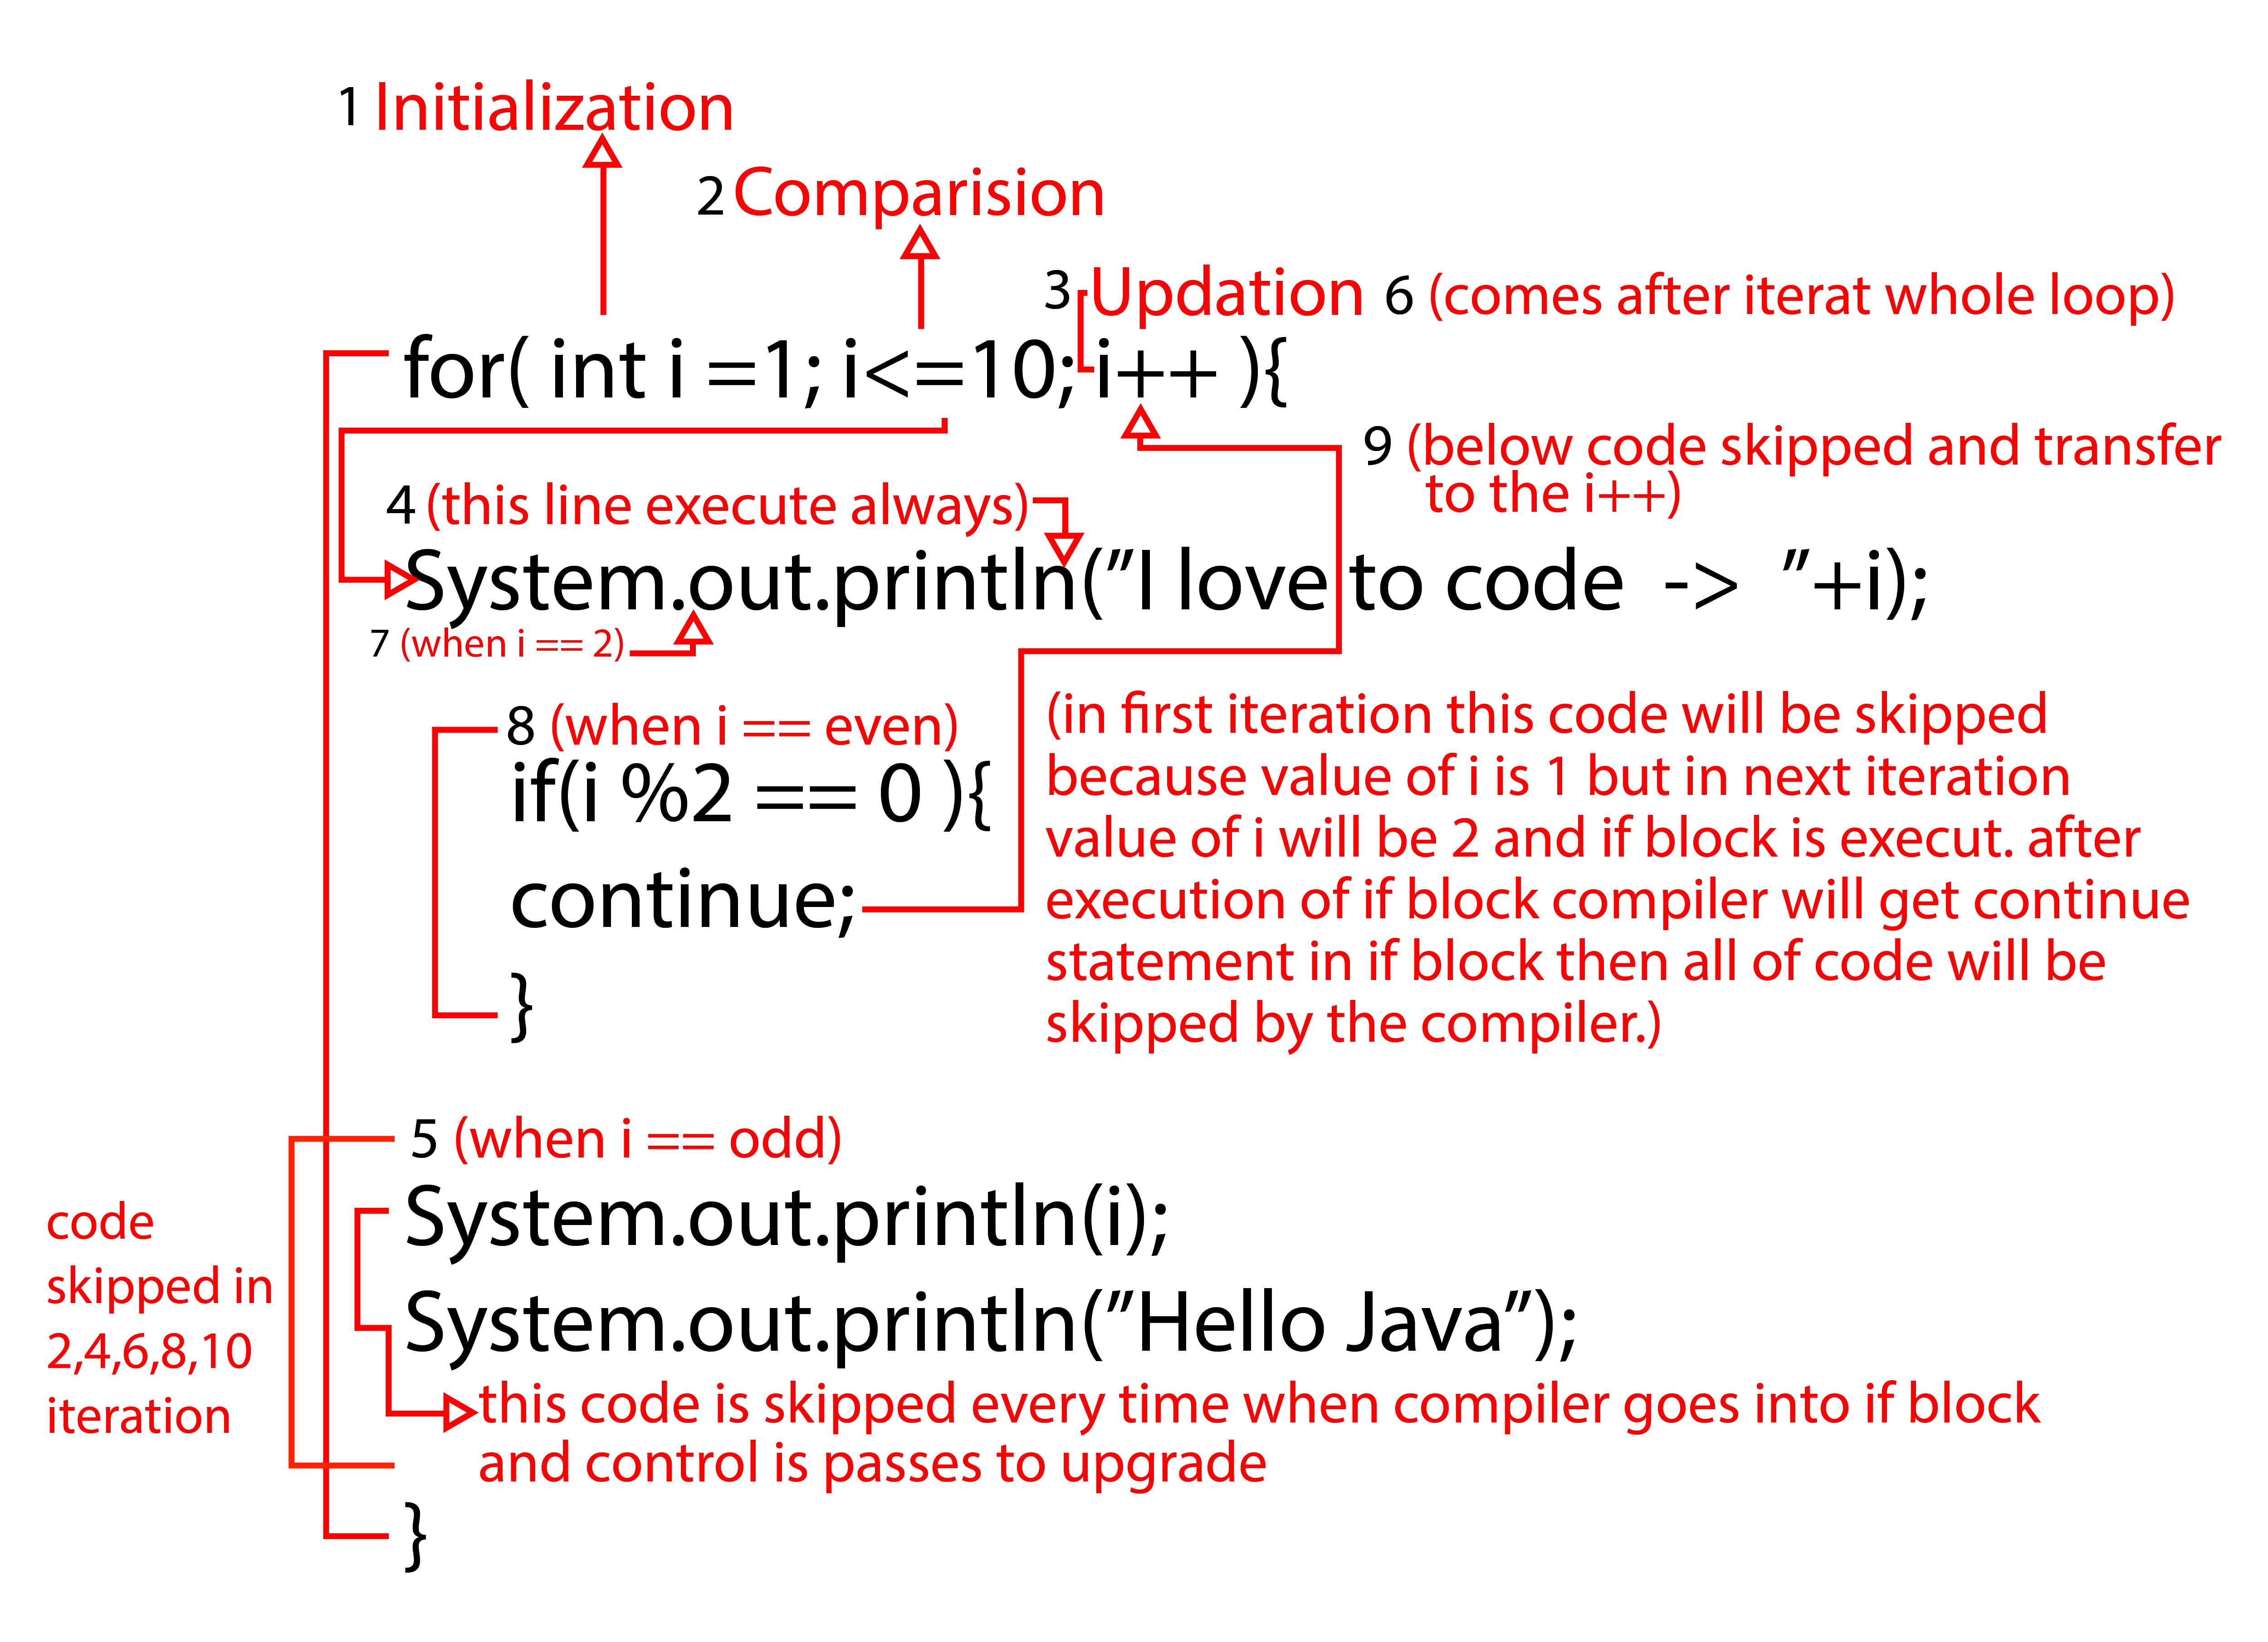 1 Initialization
2 Comparision
3 Updation 6 (comes after iterat whole loop)
for( int i =1; i<=10; i++ ){
9 (below code skipped and transfer
to the i++)
4 (this line execute always)
System.out.println(”I love to code -> ”+i);
7 (when i == 2)
8 (when i == even)
if(i %2 == 0 ){
continue;
}
(in first iteration this code will be skipped
because value of i is 1 but in next iteration
value of i will be 2 and if block is execut. after
execution of if block compiler will get continue
statement in if block then all of code will be
skipped by the compiler.)
5 (when i == odd)
System.out.println(i);
System.out.println(”Hello Java”);
code
skipped in
2,4,6,8,10
iteration
this code is skipped every time when compiler goes into if block
and control is passes to upgrade
}